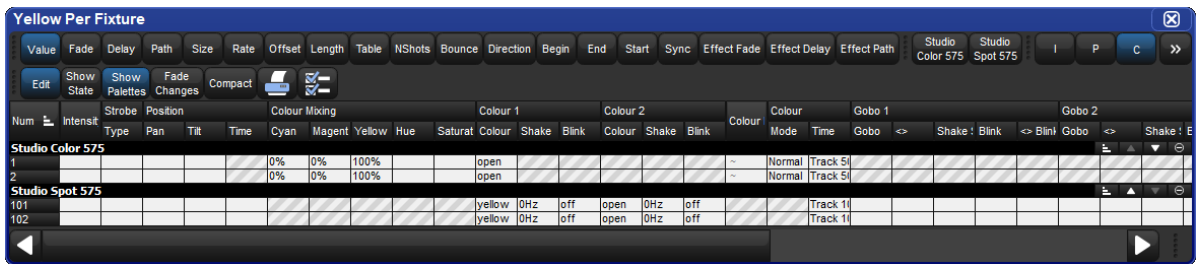 Yellow Per Fixture
Value Fade Delay Path Size Rate Offset Length Table NShots Bounce Direction Begin End Start Sync Effect Fade Effect Delay Effect Path Studio Color 575 Studio Spot 575 I P C »
Edit Show State Show Palettes Fade Changes Compact
Num Intensit Strobe Position Colour Mixing Colour 1 Colour 2 Colour Colour Gobo 1 Gobo 2
Type Pan Tilt Time Cyan Magent Yellow Hue Saturat Colour Shake Blink Colour Shake Blink Mode Time Gobo <> Shake Blink <> Blink Gobo <> Shake
Studio Color 575
1 0% 0% 100% open ~ Normal Track 50
2 0% 0% 100% open ~ Normal Track 50
Studio Spot 575
101 yellow 0Hz off open 0Hz off Track 10
102 yellow 0Hz off open 0Hz off Track 10